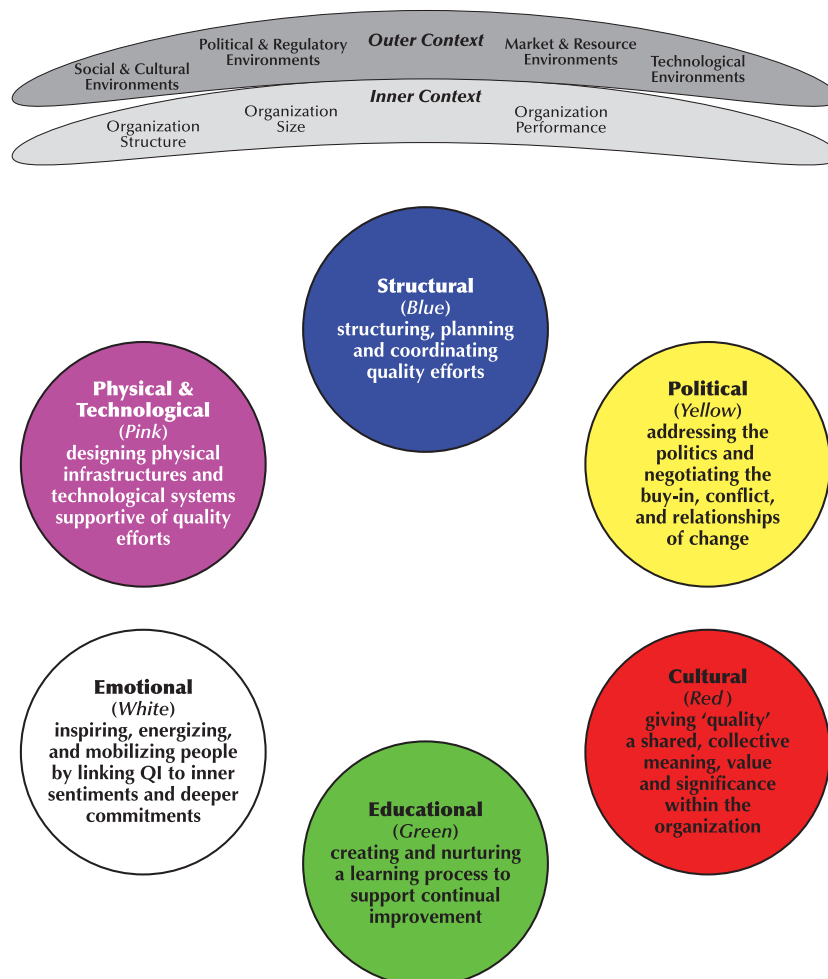 Outer Context
Social & Cultural
Environments
Political & Regulatory
Environments
Market & Resource
Environments
Technological
Environments
Inner Context
Organization
Structure
Organization
Size
Organization
Performance
Structural
(Blue)
structuring, planning
and coordinating
quality efforts
Physical &
Technological
(Pink)
designing physical
infrastructures and
technological systems
supportive of quality
efforts
Political
(Yellow)
addressing the
politics and
negotiating the
buy-in, conflict,
and relationships
of change
Emotional
(White)
inspiring, energizing,
and mobilizing people
by linking QI to inner
sentiments and deeper
commitments
Cultural
(Red )
giving ‘quality’
a shared, collective
meaning, value
and significance
within the
organization
Educational
(Green)
creating and nurturing
a learning process to
support continual
improvement